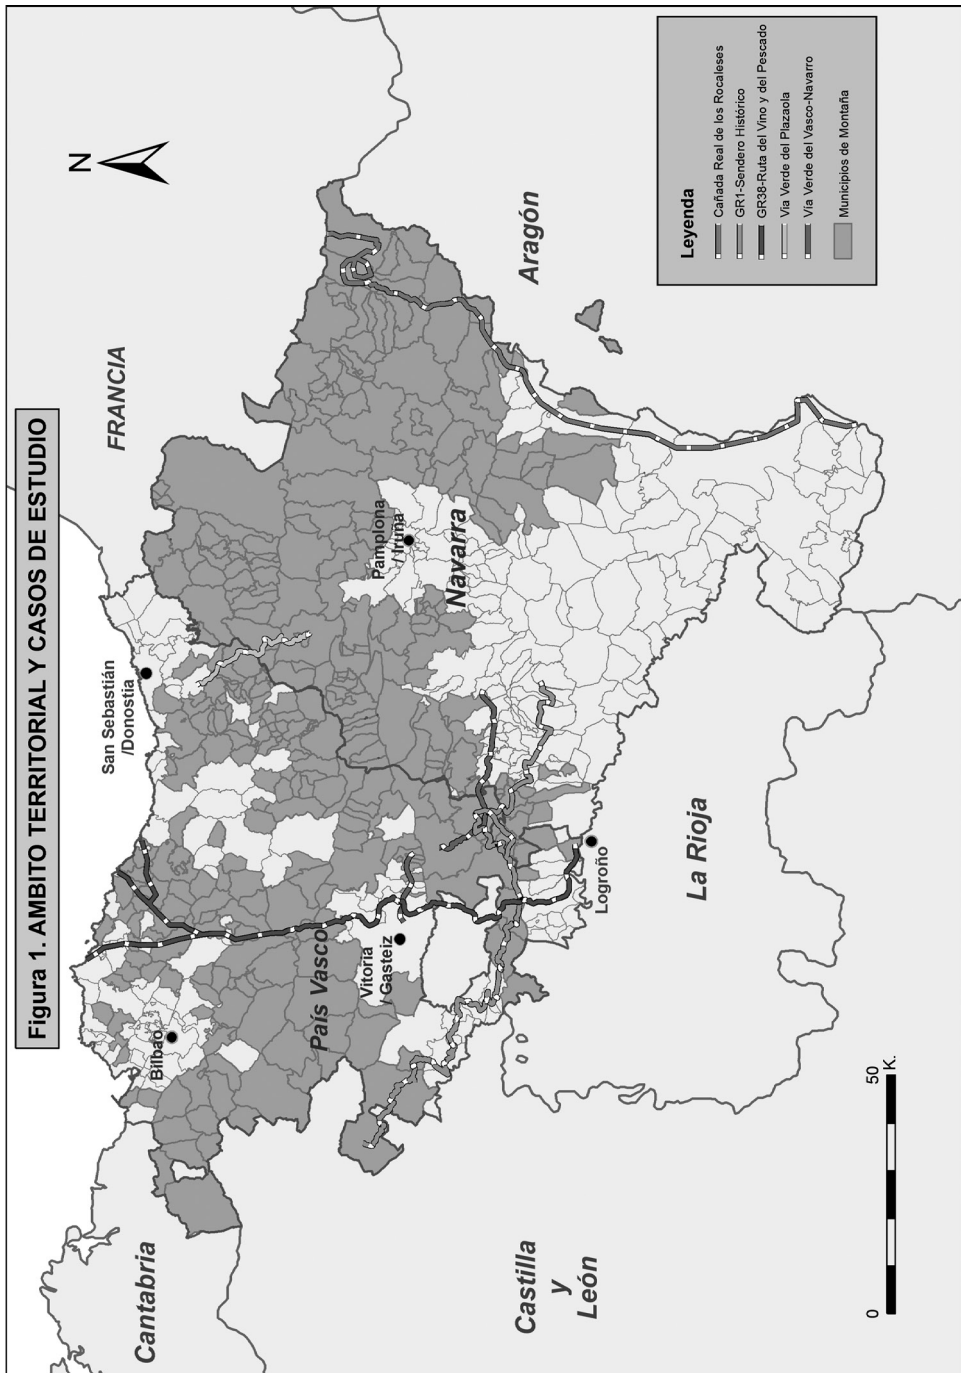 Figura 1. AMBITO TERRITORIAL Y CASOS DE ESTUDIO
N
FRANCIA
Cantabria
Bilbao
San Sebastián
/Donostia
País Vasco
Vitoria
/ Gasteiz
Pamplona
/ Iruña
Navarra
Aragón
Castilla
y
León
Logroño
La Rioja
0
50
K.
Leyenda
Cañada Real de los Rocaleses
GR1-Sendero Histórico
GR38-Ruta del Vino y del Pescado
Vía Verde del Plazaola
Vía Verde del Vasco-Navarro
Municipios de Montaña